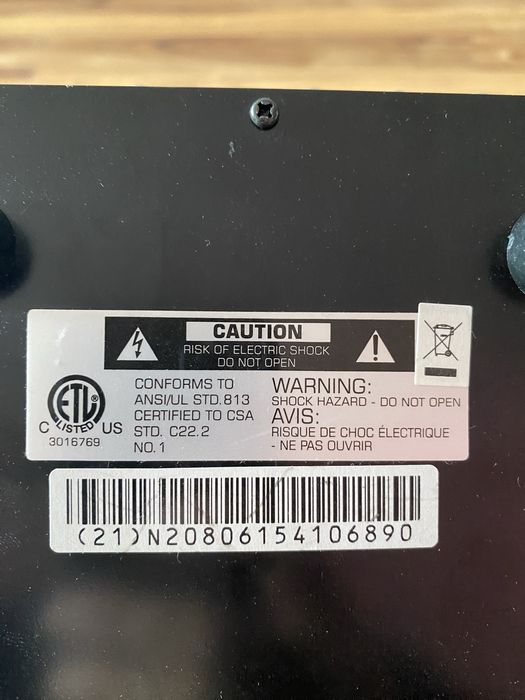 CAUTION
RISK OF ELECTRIC SHOCK
DO NOT OPEN
ETL
LISTED
C US
3016769
CONFORMS TO
ANSI/UL STD.813
CERTIFIED TO CSA
STD. C22.2
NO.1
WARNING:
SHOCK HAZARD - DO NOT OPEN
AVIS:
RISQUE DE CHOC ÉLECTRIQUE
- NE PAS OUVRIR
(21)N20806154106890